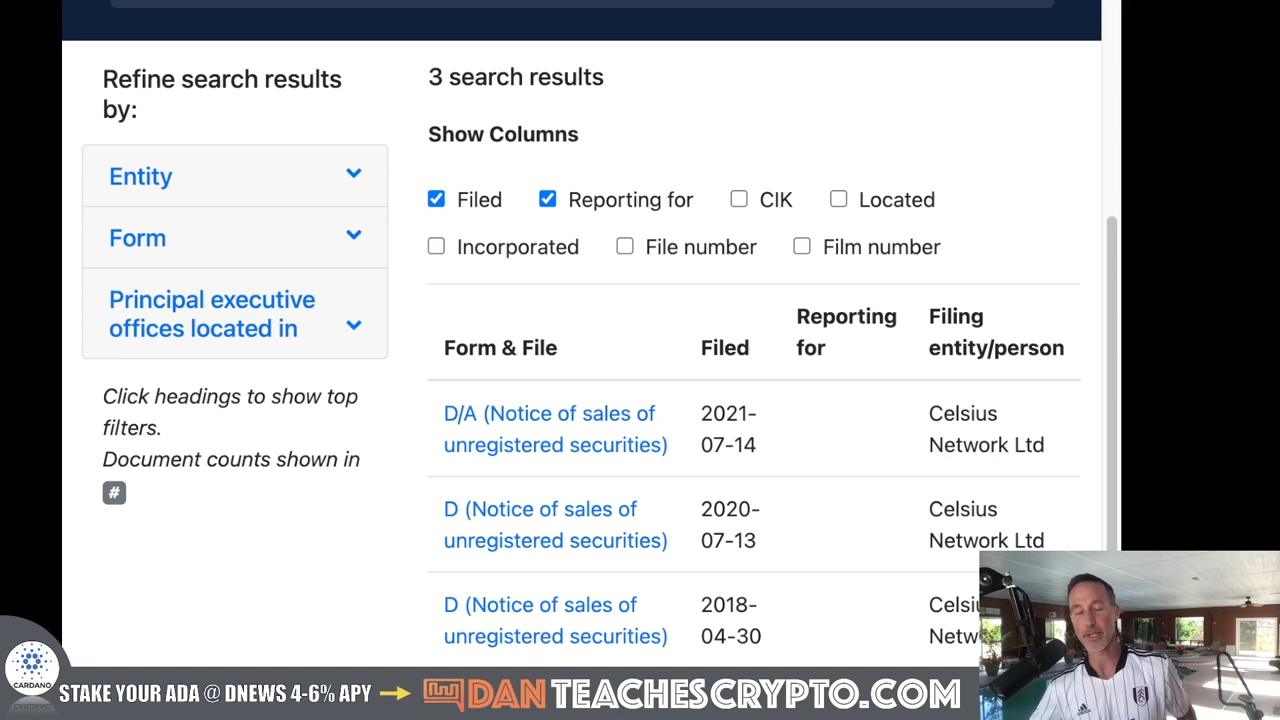 Refine search results
by:
Entity
Form
Principal executive
offices located in
Click headings to show top
filters.
Document counts shown in
#
3 search results
Show Columns
Filed
Reporting for
CIK
Located
Incorporated
File number
Film number
Form & File
Filed
Reporting
for
Filing
entity/person
D/A (Notice of sales of
unregistered securities)
2021-
07-14
Celsius
Network Ltd
D (Notice of sales of
unregistered securities)
2020-
07-13
Celsius
Network Ltd
D (Notice of sales of
unregistered securities)
2018-
04-30
CARDANO
STAKE YOUR ADA @ DNEWS 4-6% APY
DANTEACHESCRYPTO.COM